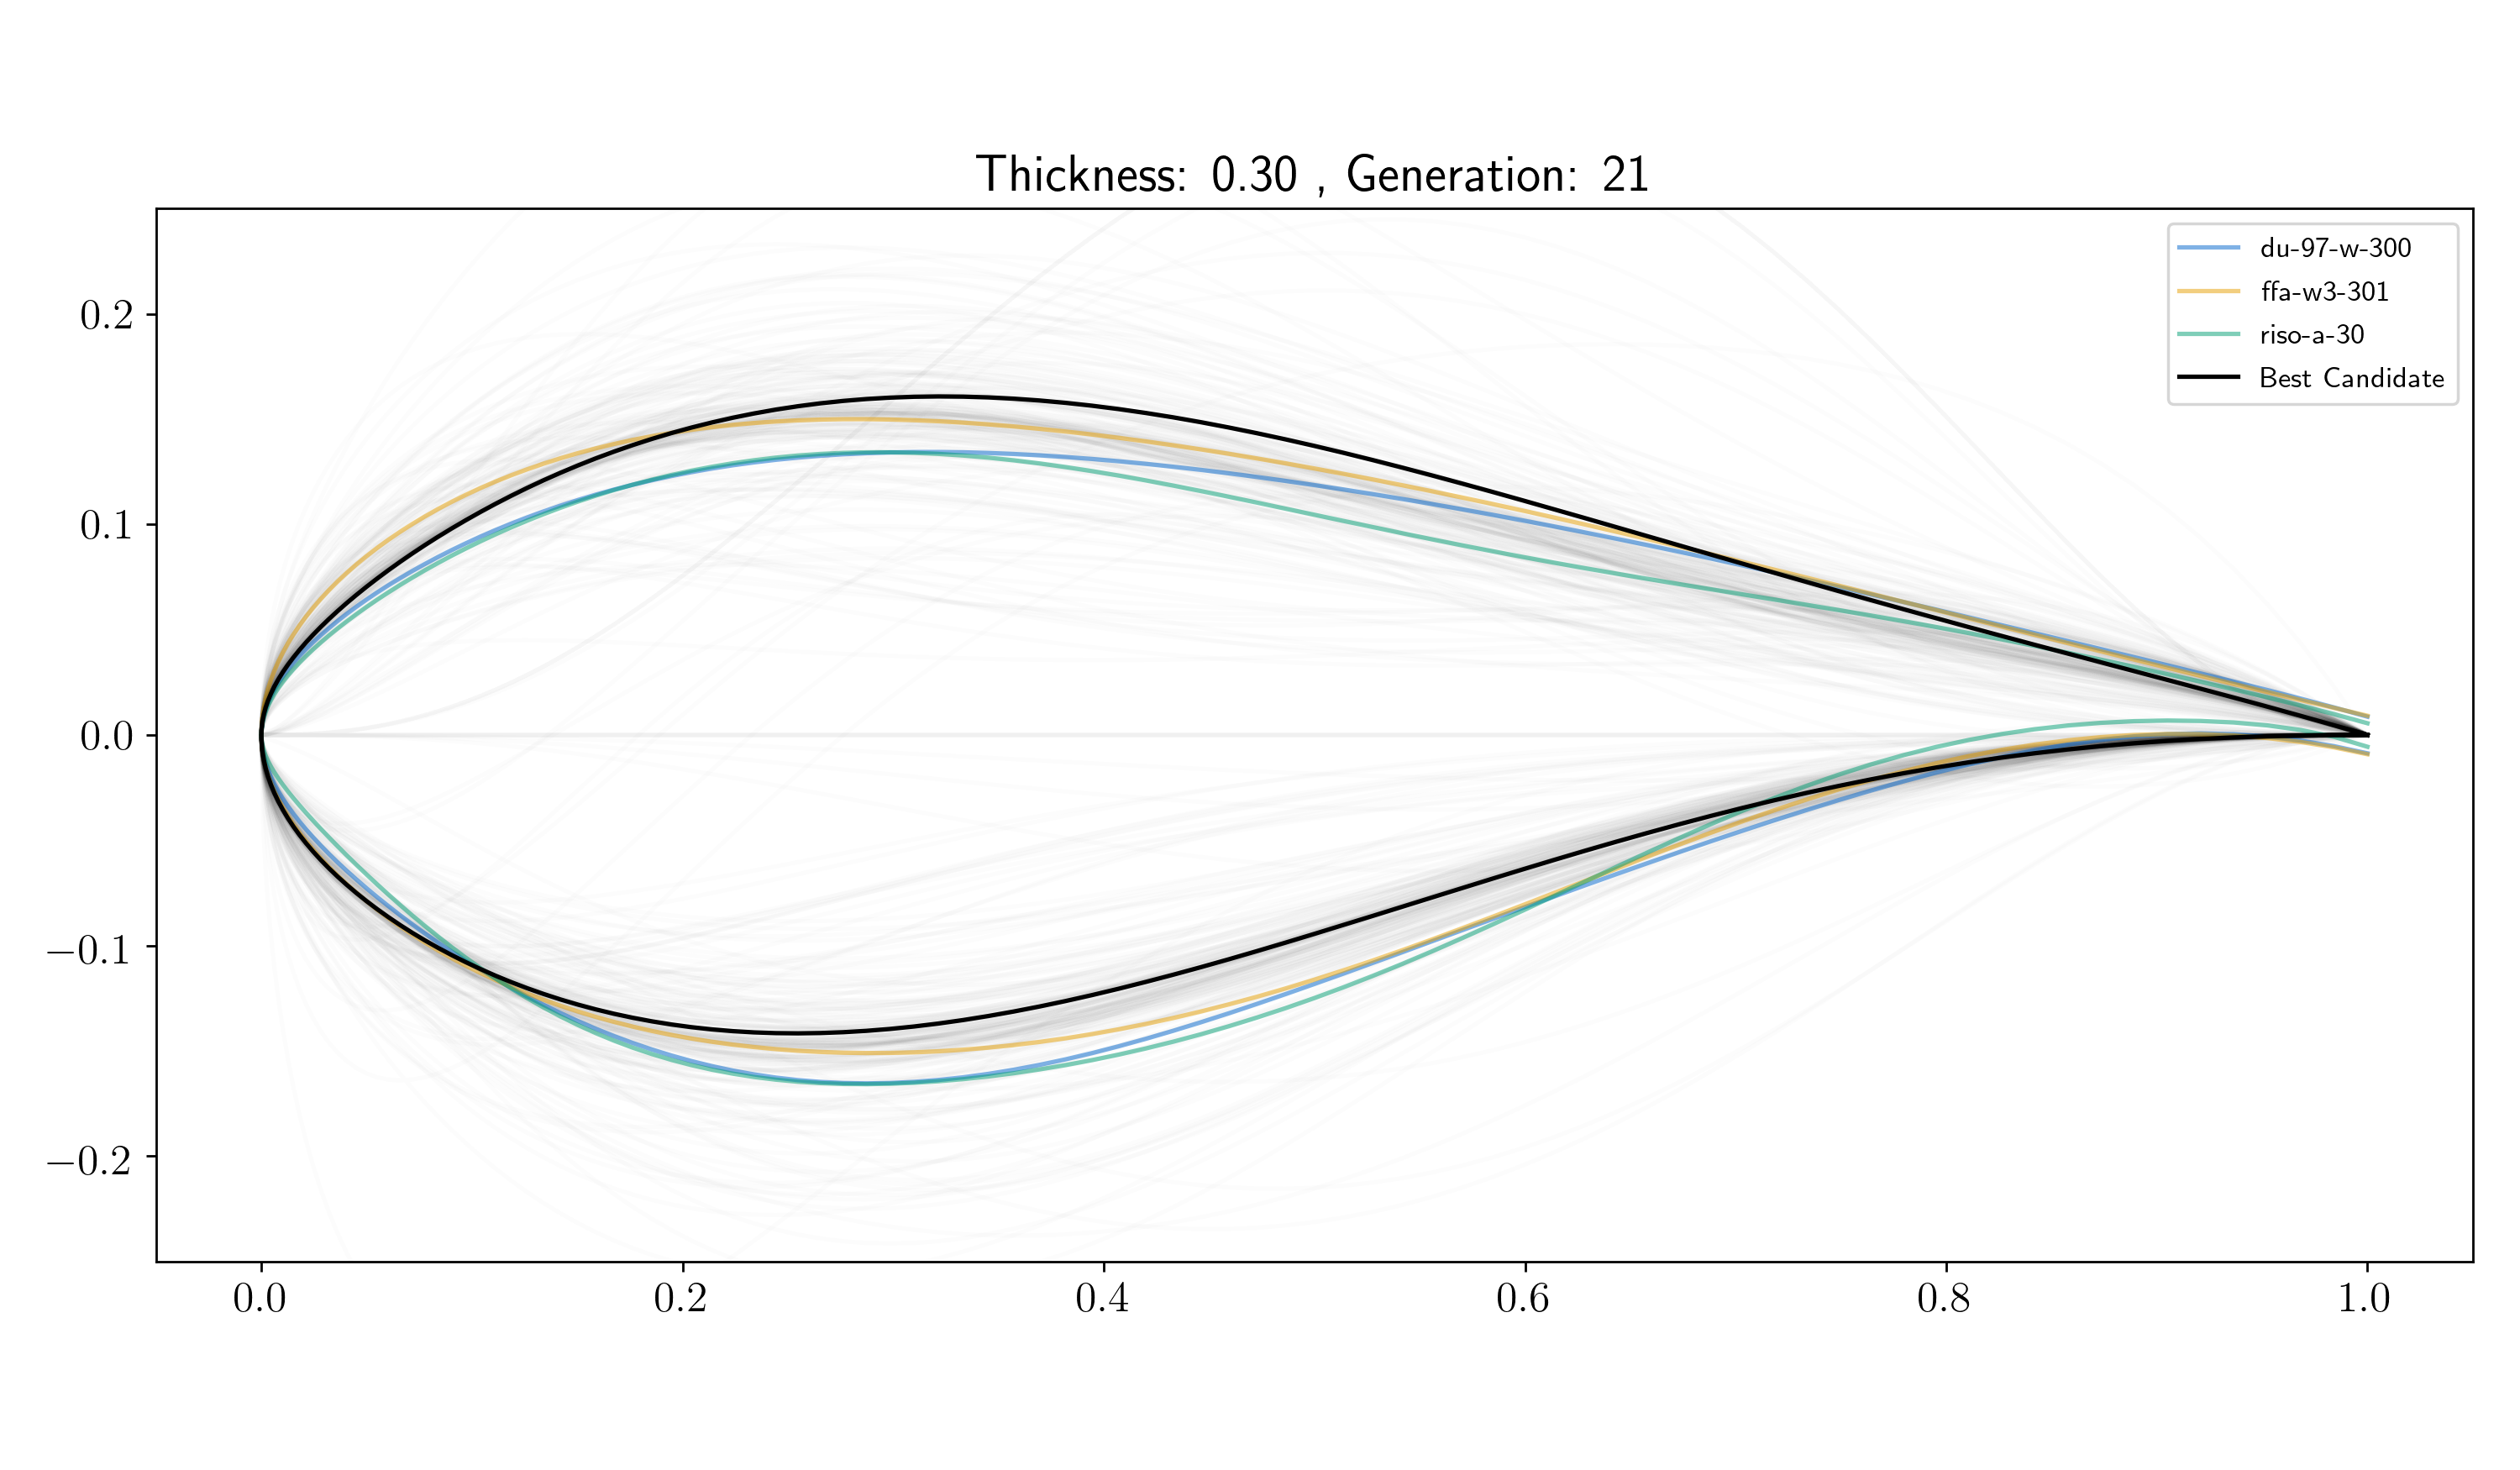 Thickness: 0.30 , Generation: 21
du-97-w-300
ffa-w3-301
riso-a-30
Best Candidate
0.2
0.1
0.0
−0.1
−0.2
0.0 0.2 0.4 0.6 0.8 1.0